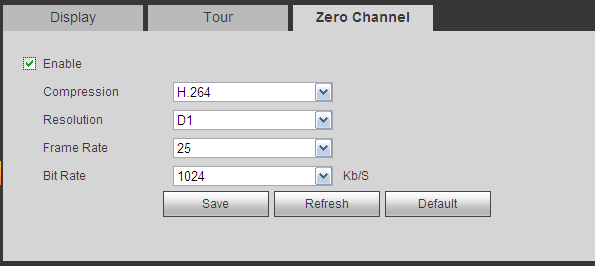 Display Tour Zero Channel
Enable
Compression H.264
Resolution D1
Frame Rate 25
Bit Rate 1024 Kb/S
Save Refresh Default